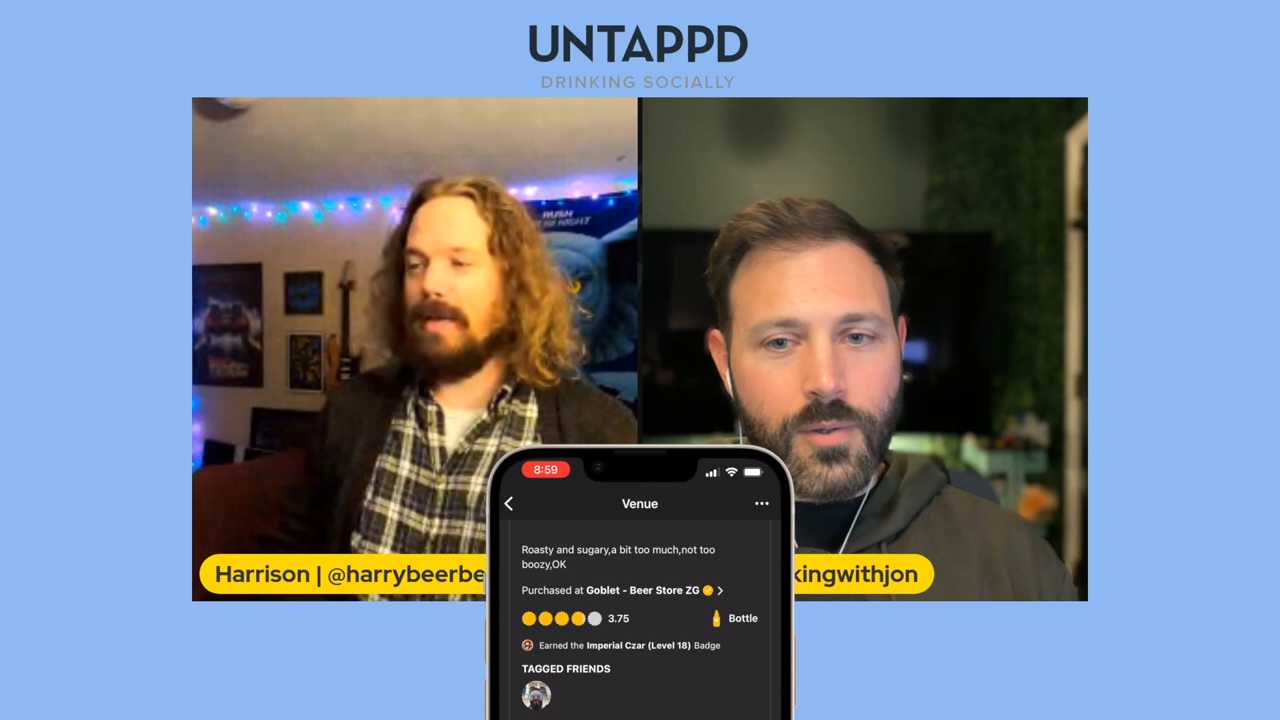 UNTAPPD
DRINKING SOCIALLY
RUSH
Harrison | @harrybeerbe
kingwithjon
8:59
Venue
Roasty and sugary,a bit too much,not too
boozy,OK
Purchased at Goblet - Beer Store ZG
3.75
Bottle
Earned the Imperial Czar (Level 18) Badge
TAGGED FRIENDS